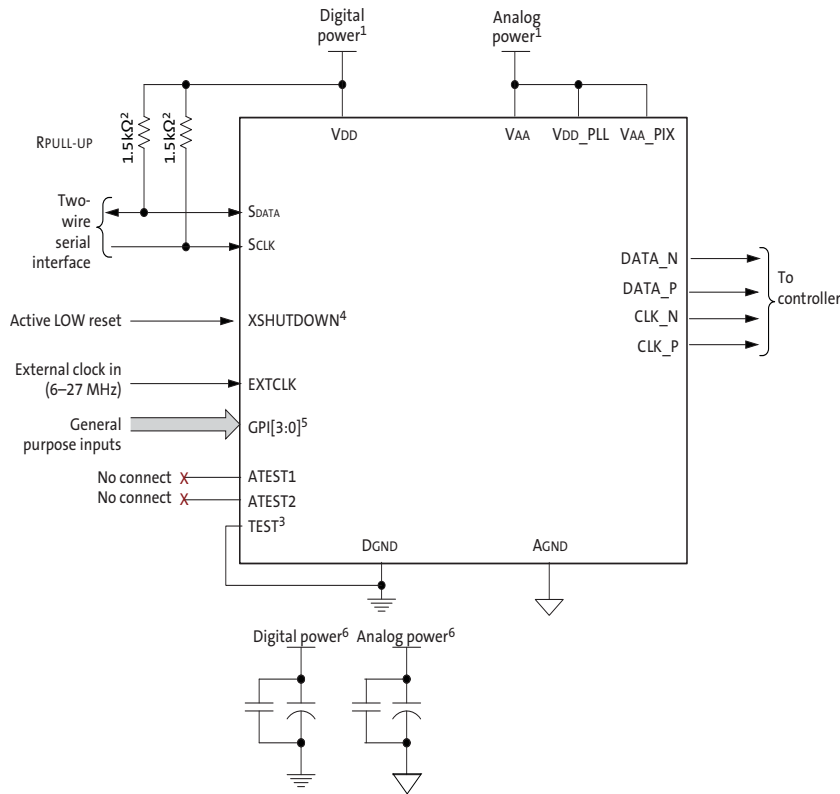 Digital
power1
Analog
power1
VDD
VAA
VDD_PLL
VAA_PIX
RPULL-UP
1.5kΩ2
1.5kΩ2
Two-
wire
serial
interface
SDATA
SCLK
DATA_N
DATA_P
CLK_N
CLK_P
To
controller
Active LOW reset
XSHUTDOWN4
External clock in
(6–27 MHz)
EXTCLK
General
purpose inputs
GPI[3:0]5
No connect
X
ATEST1
No connect
X
ATEST2
TEST3
DGND
AGND
Digital power6
Analog power6